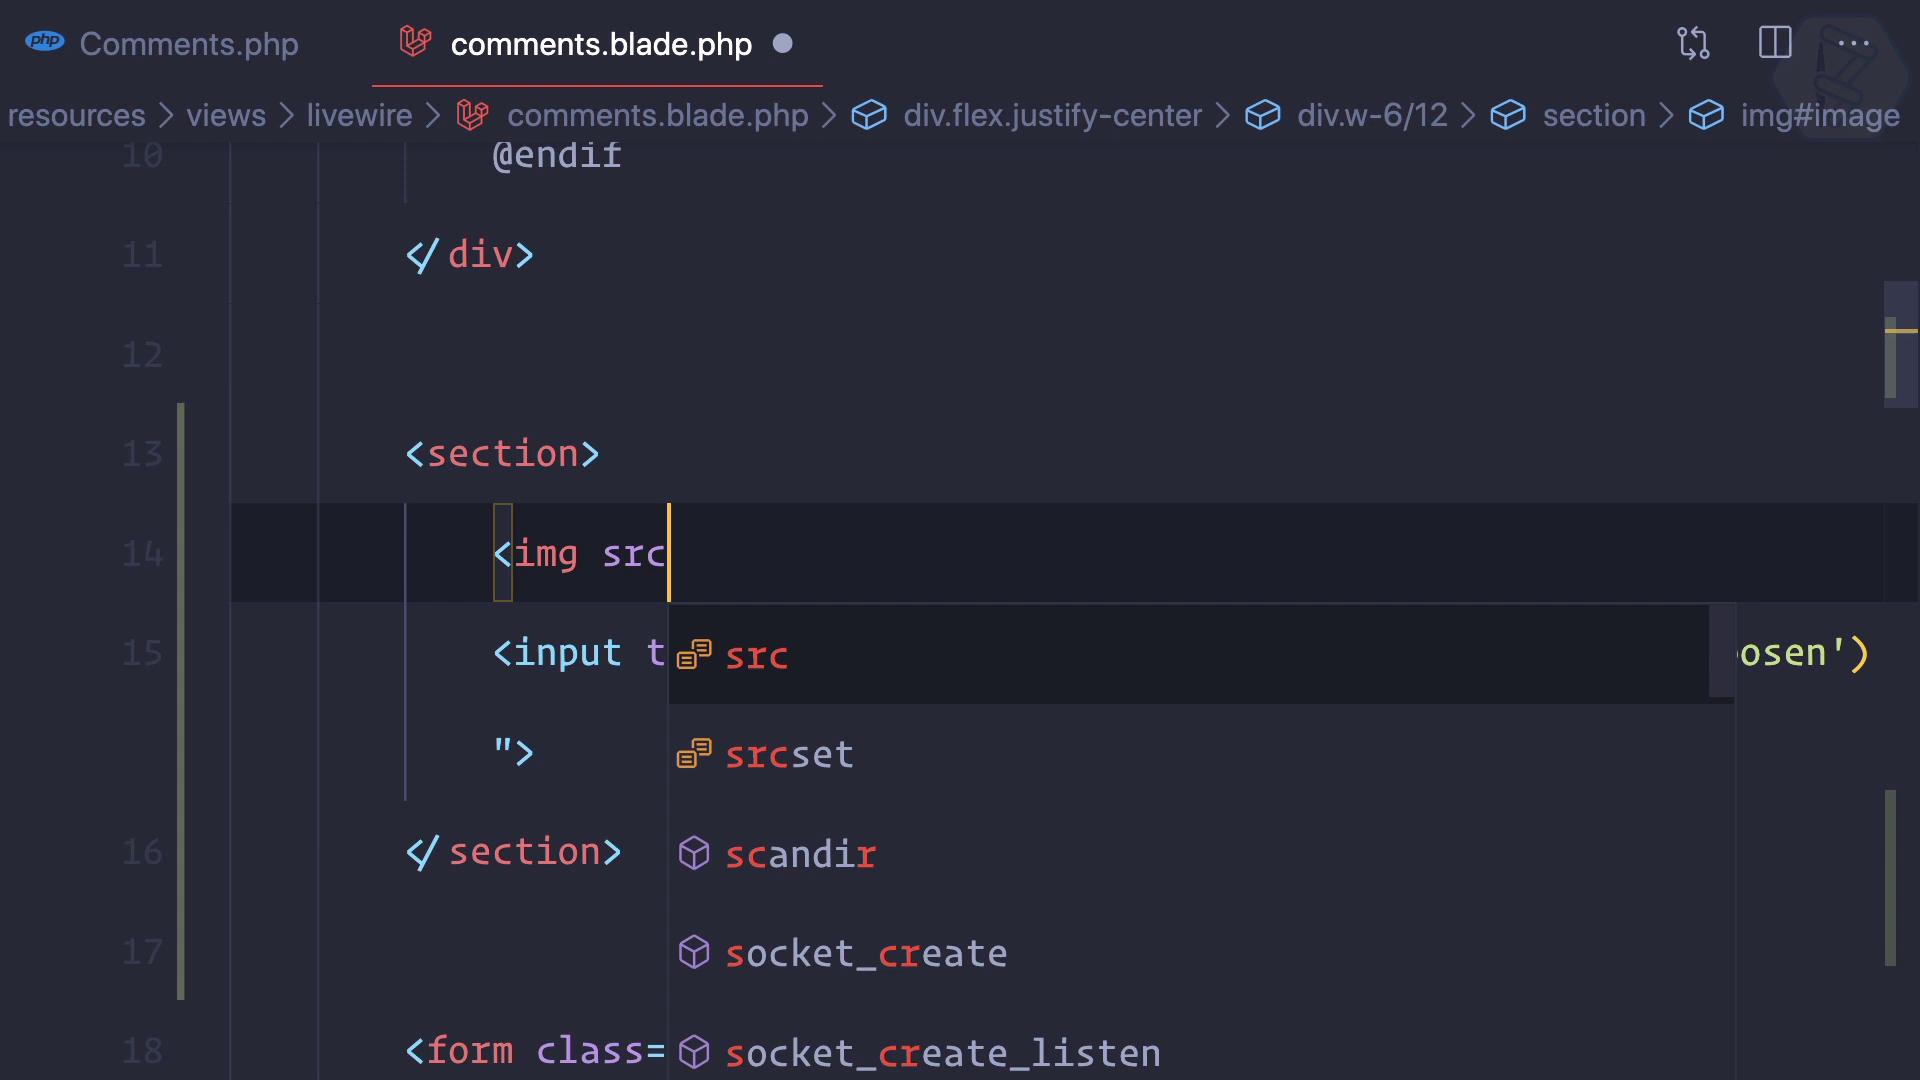 php Comments.php comments.blade.php
resources > views > livewire > comments.blade.php > div.flex.justify-center > div.w-6/12 > section > img#image
10 @endif
11 </div>
12
13 <section>
14 <img src
15 <input t osen')
">
16 </section>
17
18 <form class=
src
srcset
scandir
socket_create
socket_create_listen